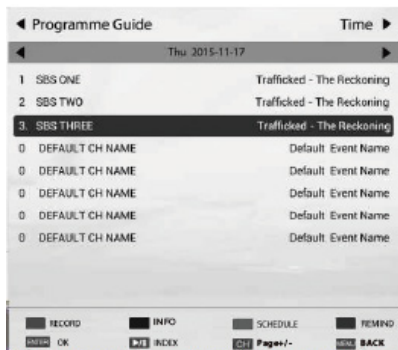 Programme Guide Time
Thu 2015-11-17
1 SBS ONE Trafficked - The Reckoning
2 SBS TWO Trafficked - The Reckoning
3. SBS THREE Trafficked - The Reckoning
0 DEFAULT CH NAME Default Event Name
0 DEFAULT CH NAME Default Event Name
0 DEFAULT CH NAME Default Event Name
0 DEFAULT CH NAME Default Event Name
0 DEFAULT CH NAME Default Event Name
RECORD INFO SCHEDULE REMIND
ENTER OK INDEX CH Page+/- MENU BACK